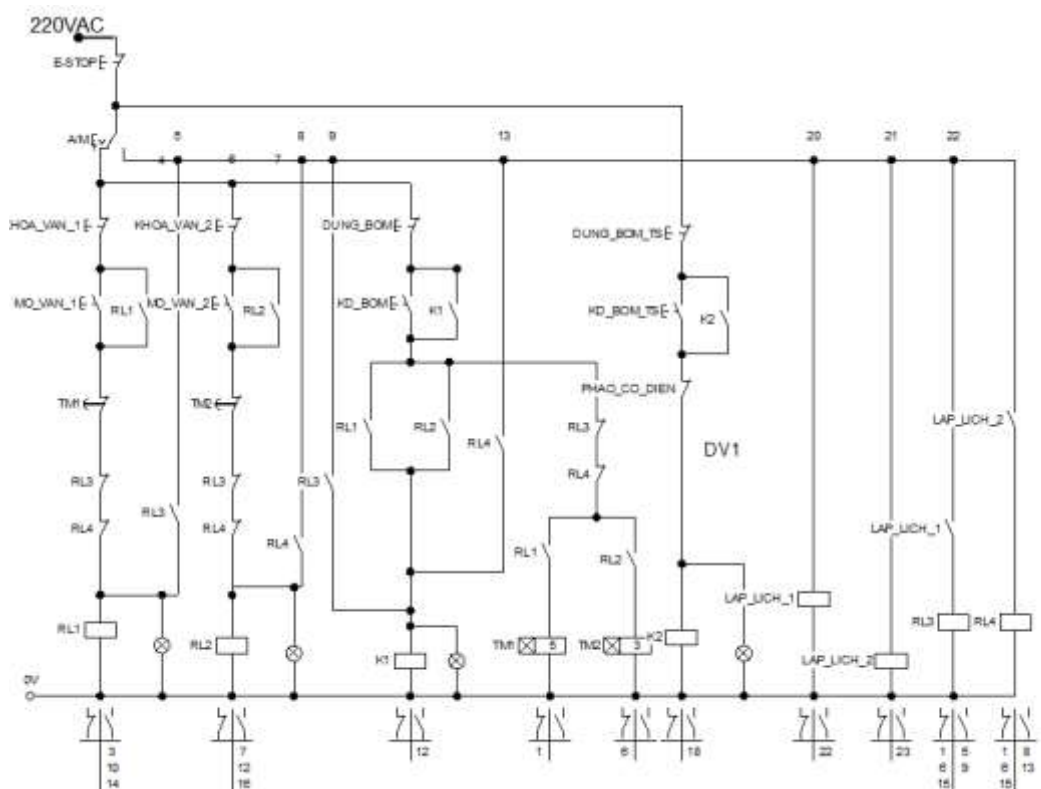 220VAC
E-STOP
A/M
4 5 6 7 8 9 13 20 21 22
KHOA_VAN_1 KHOA_VAN_2 DUNG_BOM DUNG_BOM_TS
MO_VAN_1 RL1 MO_VAN_2 RL2 KD_BOM K1 KD_BOM_TS K2
TM1 TM2 PHAO_CO_DIEN
RL1 RL2 RL4 RL3 LAP_LICH_2
DV1
RL4
RL3 RL3 RL3
RL4 RL3 RL4 RL4 RL1 RL2 LAP_LICH_1
LAP_LICH_1
RL1 RL2 K1 TM1 5 TM2 3 K2 LAP_LICH_2 RL3 RL4
0V
3 7 12 1 6 18 22 23 1 5 1 8
10 12 6 9 6 13
14 16 15 15